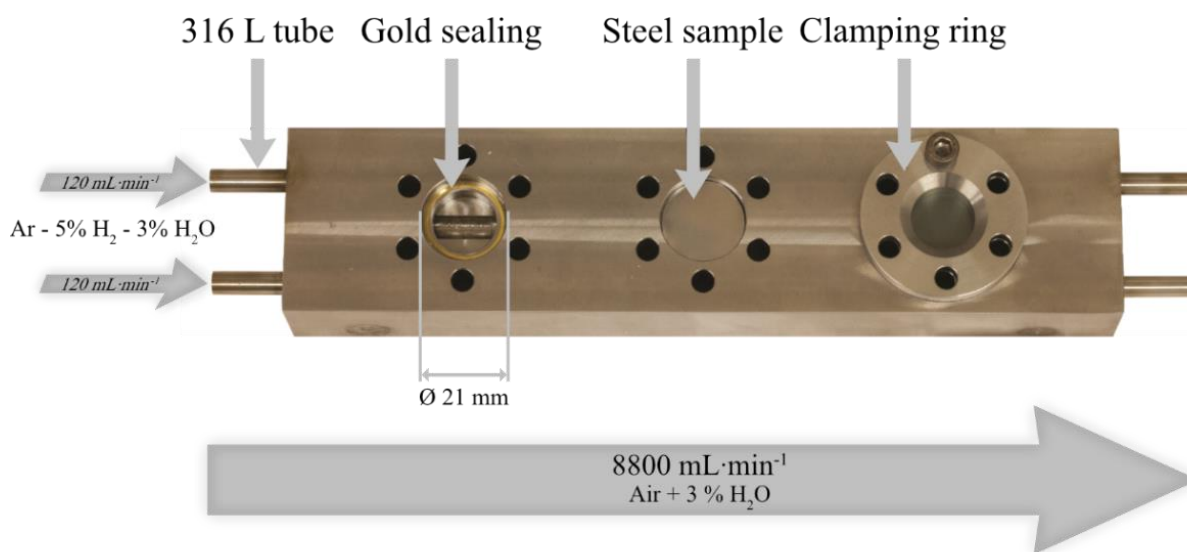 316 L tube
Gold sealing
Steel sample
Clamping ring
120 mL·min⁻¹
Ar - 5% H₂ - 3% H₂O
120 mL·min⁻¹
Ø 21 mm
8800 mL·min⁻¹
Air + 3 % H₂O